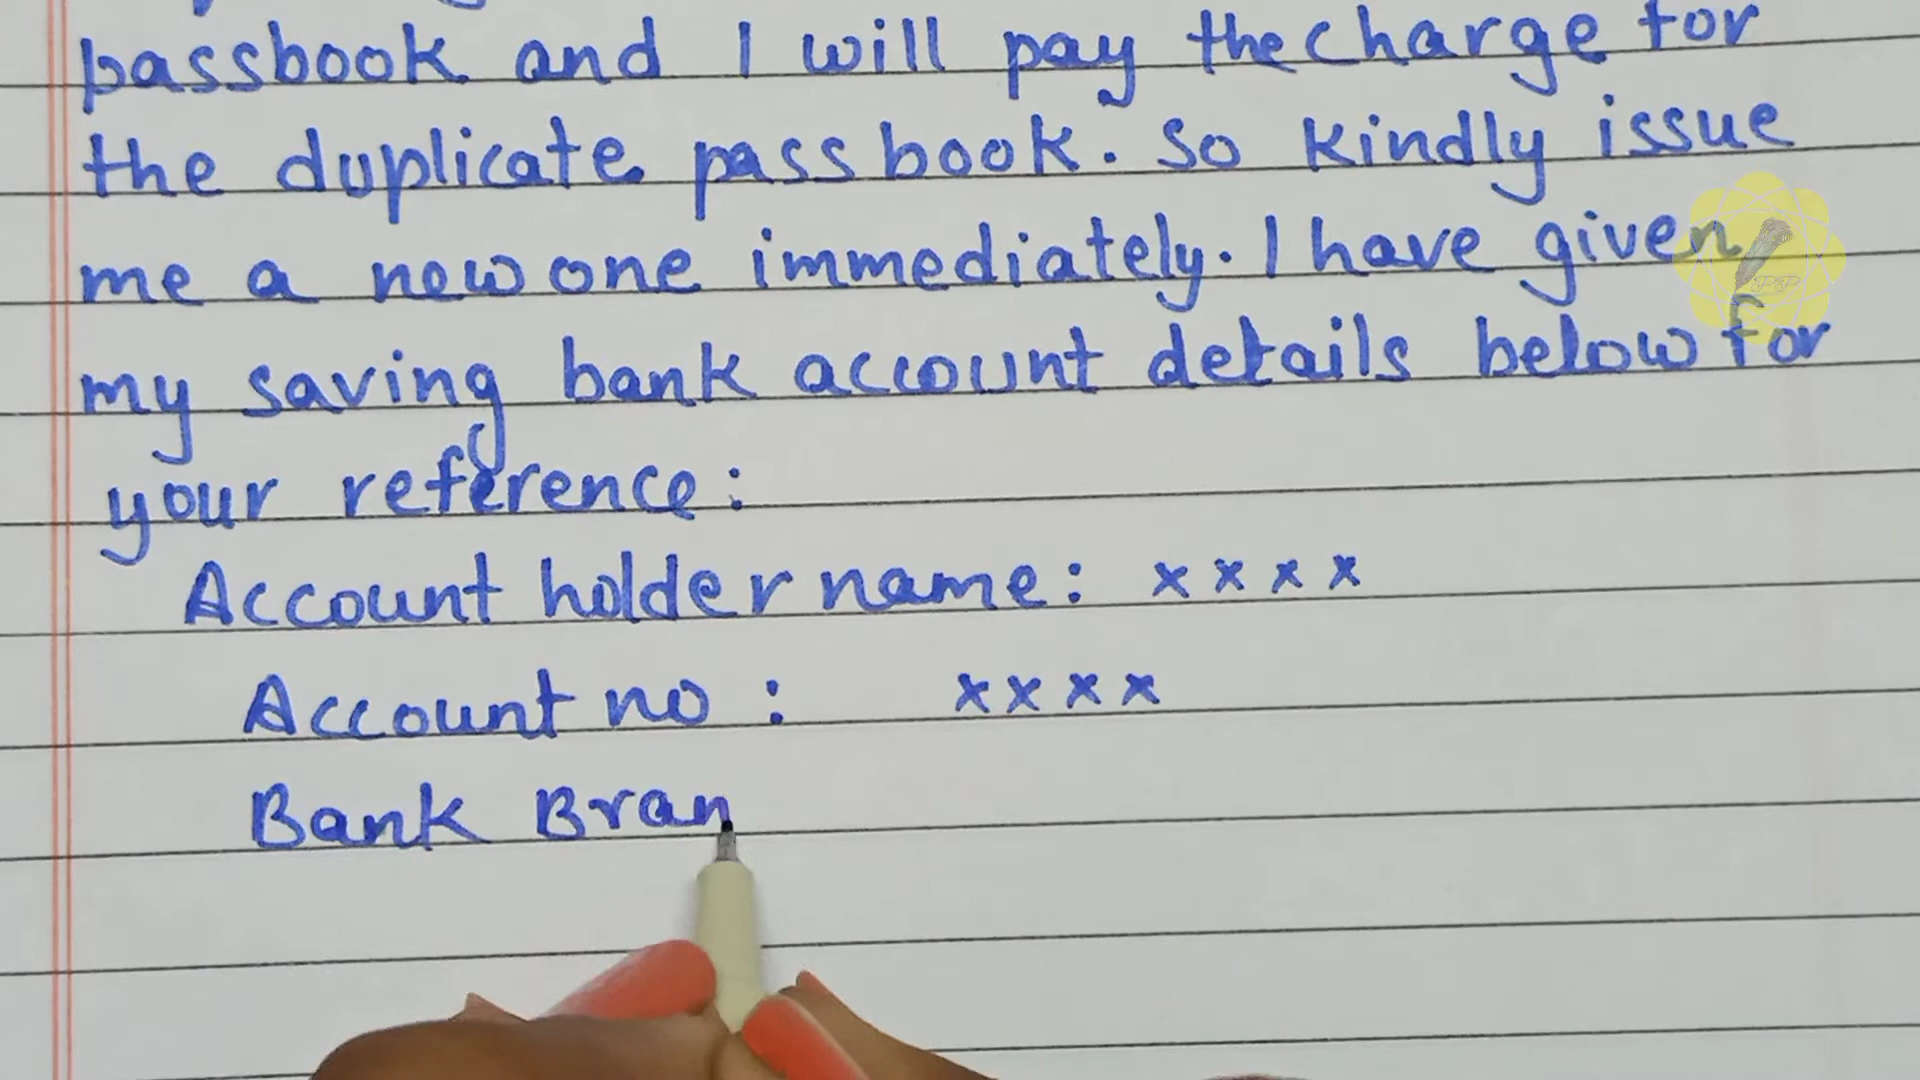 passbook and I will pay the charge for
the duplicate passbook. So kindly issue
me a new one immediately. I have given
my saving bank account details below for
your reference:
Account holder name: xxxx
Account no : xxxx
Bank Bran